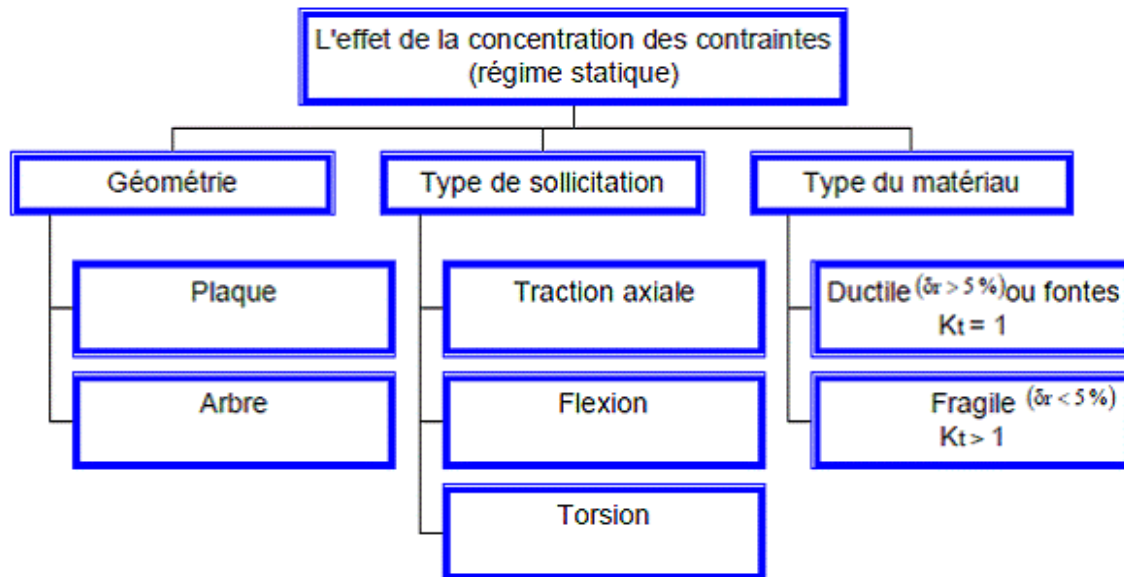 L'effet de la concentration des contraintes
(régime statique)
Géométrie
Type de sollicitation
Type du matériau
Plaque
Traction axiale
Ductile (δr > 5 %) ou fontes
Kt = 1
Arbre
Flexion
Fragile (δr < 5 %)
Kt > 1
Torsion